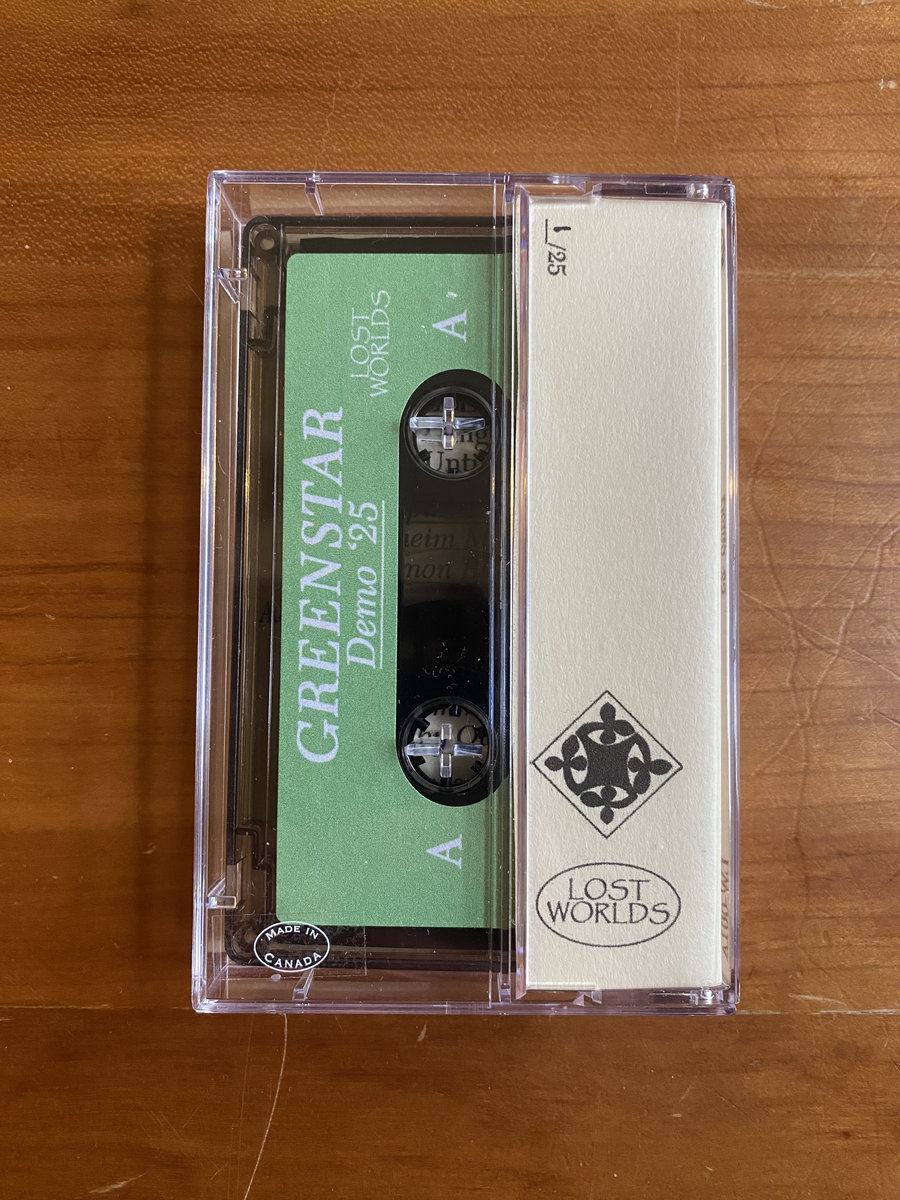 GREENSTAR
Demo ‘25
LOST
WORLDS
A
A
1/25
LOST
WORLDS
MADE IN
CANADA